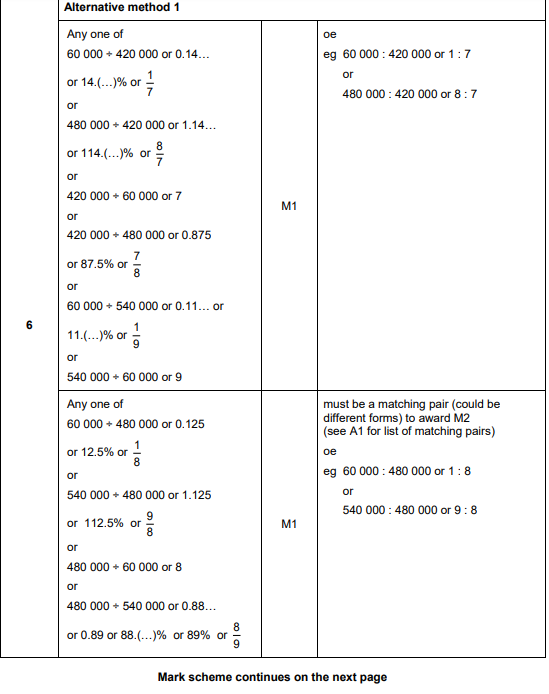 Alternative method 1
6
Any one of
60 000 ÷ 420 000 or 0.14…
or 14.(…)% or 1/7
or
480 000 ÷ 420 000 or 1.14…
or 114.(…)% or 8/7
or
420 000 ÷ 60 000 or 7
or
420 000 ÷ 480 000 or 0.875
or 87.5% or 7/8
or
60 000 ÷ 540 000 or 0.11… or
11.(…)% or 1/9
or
540 000 ÷ 60 000 or 9
M1
oe
eg 60 000 : 420 000 or 1 : 7
or
480 000 : 420 000 or 8 : 7
Any one of
60 000 ÷ 480 000 or 0.125
or 12.5% or 1/8
or
540 000 ÷ 480 000 or 1.125
or 112.5% or 9/8
or
480 000 ÷ 60 000 or 8
or
480 000 ÷ 540 000 or 0.88…
or 0.89 or 88.(…)% or 89% or 8/9
M1
must be a matching pair (could be
different forms) to award M2
(see A1 for list of matching pairs)
oe
eg 60 000 : 480 000 or 1 : 8
or
540 000 : 480 000 or 9 : 8
Mark scheme continues on the next page